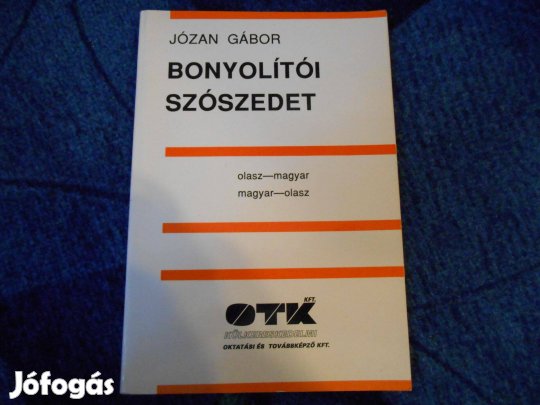 JÓZAN GÁBOR
BONYOLÍTÓI
SZÓSZEDET
olasz—magyar
magyar—olasz
OTK KFT.
KÜLKERESKEDELMI
OKTATÁSI ÉS TOVÁBBKÉPZŐ KFT.
Jófogás